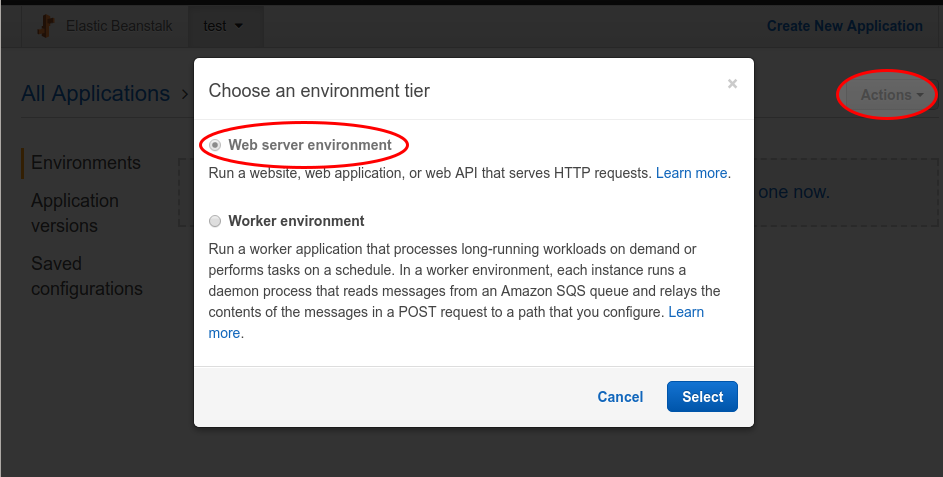 Elastic Beanstalk
test
Create New Application
All Applications >
Actions
Environments
Application
versions
Saved
configurations
one now.
Choose an environment tier
×
Web server environment
Run a website, web application, or web API that serves HTTP requests. Learn more.
Worker environment
Run a worker application that processes long-running workloads on demand or
performs tasks on a schedule. In a worker environment, each instance runs a
daemon process that reads messages from an Amazon SQS queue and relays the
contents of the messages in a POST request to a path that you configure. Learn
more.
Cancel
Select